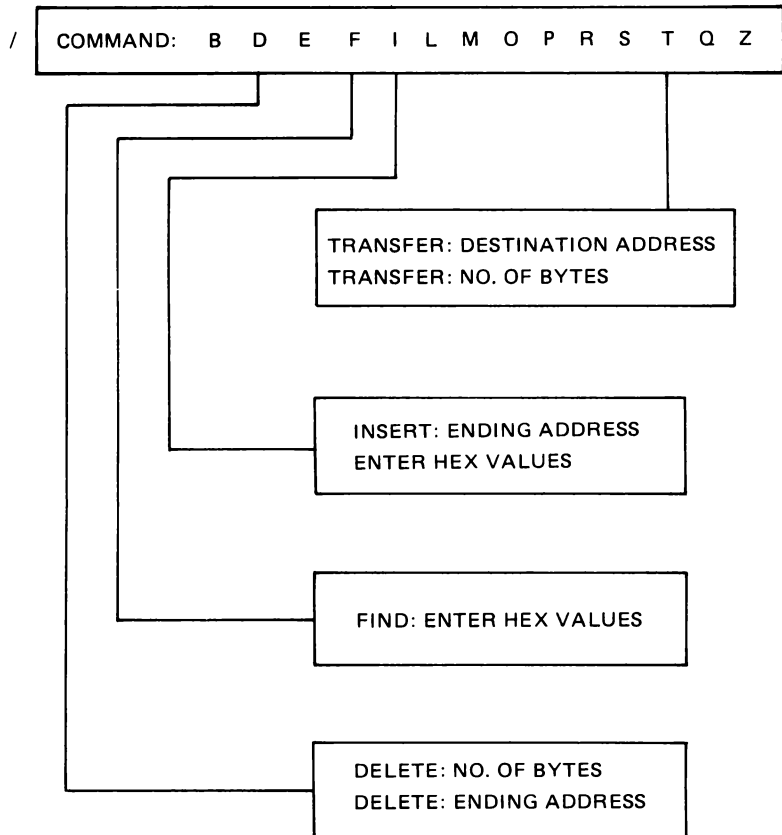 / COMMAND: B D E F I L M O P R S T Q Z
TRANSFER: DESTINATION ADDRESS
TRANSFER: NO. OF BYTES
INSERT: ENDING ADDRESS
ENTER HEX VALUES
FIND: ENTER HEX VALUES
DELETE: NO. OF BYTES
DELETE: ENDING ADDRESS